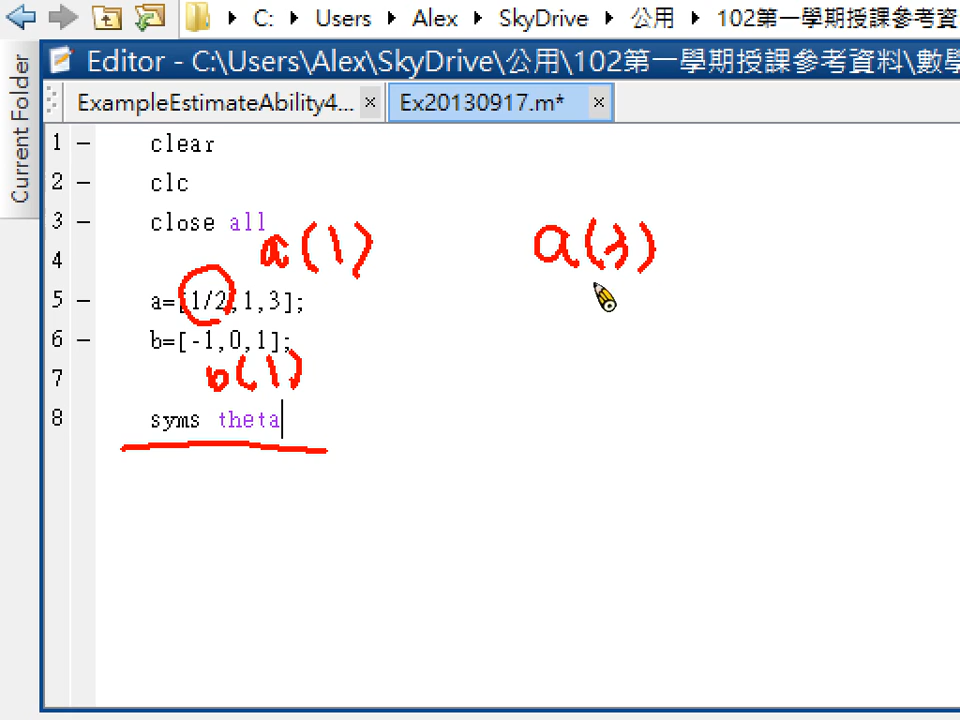 C: Users Alex SkyDrive 公用 102第一學期授課參考資
Current Folder
Editor - C:\Users\Alex\SkyDrive\公用\102第一學期授課參考資料\數學
ExampleEstimateAbility4... × Ex20130917.m* ×
1 – clear
2 – clc
3 – close all
a(1) a(3)
4
5 – a=[1/2,1,3];
6 – b=[-1,0,1];
7
b(1)
8 syms theta